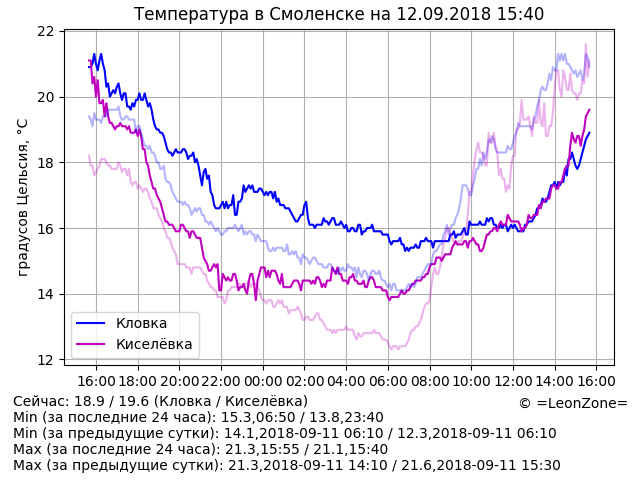 Температура в Смоленске на 12.09.2018 15:40
градусов Цельсия, °C
22
20
18
16
14
12
Кловка
Киселёвка
16:00 18:00 20:00 22:00 00:00 02:00 04:00 06:00 08:00 10:00 12:00 14:00 16:00
Сейчас: 18.9 / 19.6 (Кловка / Киселёвка)
© =LeonZone=
Min (за последние 24 часа): 15.3,06:50 / 13.8,23:40
Min (за предыдущие сутки): 14.1,2018-09-11 06:10 / 12.3,2018-09-11 06:10
Max (за последние 24 часа): 21.3,15:55 / 21.1,15:40
Max (за предыдущие сутки): 21.3,2018-09-11 14:10 / 21.6,2018-09-11 15:30